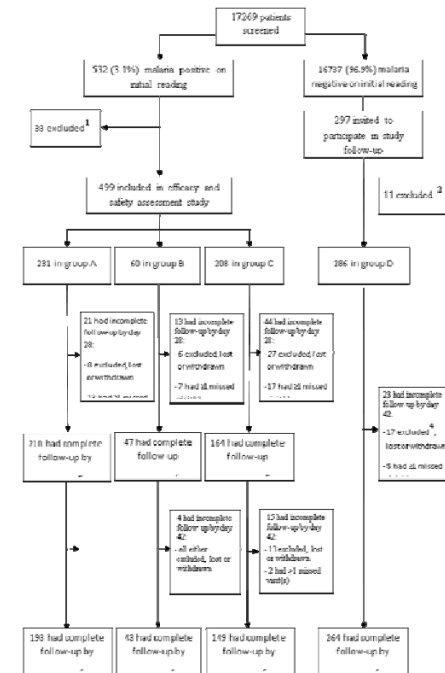 17269 patients
screened
532 (3.1%) malaria positive on
initial reading
16737 (96.9%) malaria
negative on initial reading
33 excluded 1
297 invited to
participate in study
follow-up
499 included in efficacy and
safety assessment study
11 excluded 3
231 in group A
60 in group B
208 in group C
286 in group D
21 had incomplete
follow-up by day
28:
-8 excluded, lost
or withdrawn
missed
13 had incomplete
follow-up by day
28:
6 excluded, lost
or withdrawn
-7 had ≥1 missed
44 had incomplete
follow-up by day
28:
27 excluded, lost
or withdrawn
-17 had ≥1 missed
had incomplete
follow up by day
42:
-17 excluded 4,
lost or withdrawn
-5 had ≥1 missed
210 had complete
follow-up by
47 had complete
follow-up
164 had complete
follow-up
4 had incomplete
follow-up by day
42:
- all either
excluded, lost or
withdrawn
15 had incomplete
follow-up by day
42:
-13 excluded, lost
or withdrawn
-2 had >1 missed
visit(s)
198 had complete
follow-up by
43 had complete
follow-up by
149 had complete
follow-up by
264 had complete
follow-up by